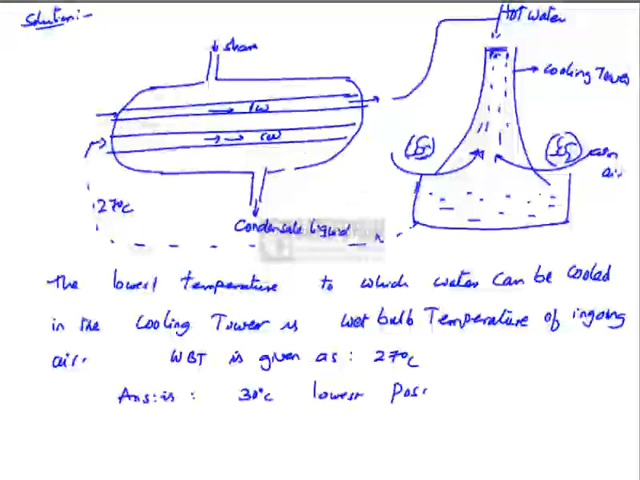 Solution:-
Hot water
steam
cooling Tower
cw
cw
air
27°C
Condensate liquid
The lowest temperature to which water can be cooled
in the cooling Tower is wet bulb Temperature of ingoing
air. WBT is given as : 27°C
Ans: is : 30°C lowest Poss